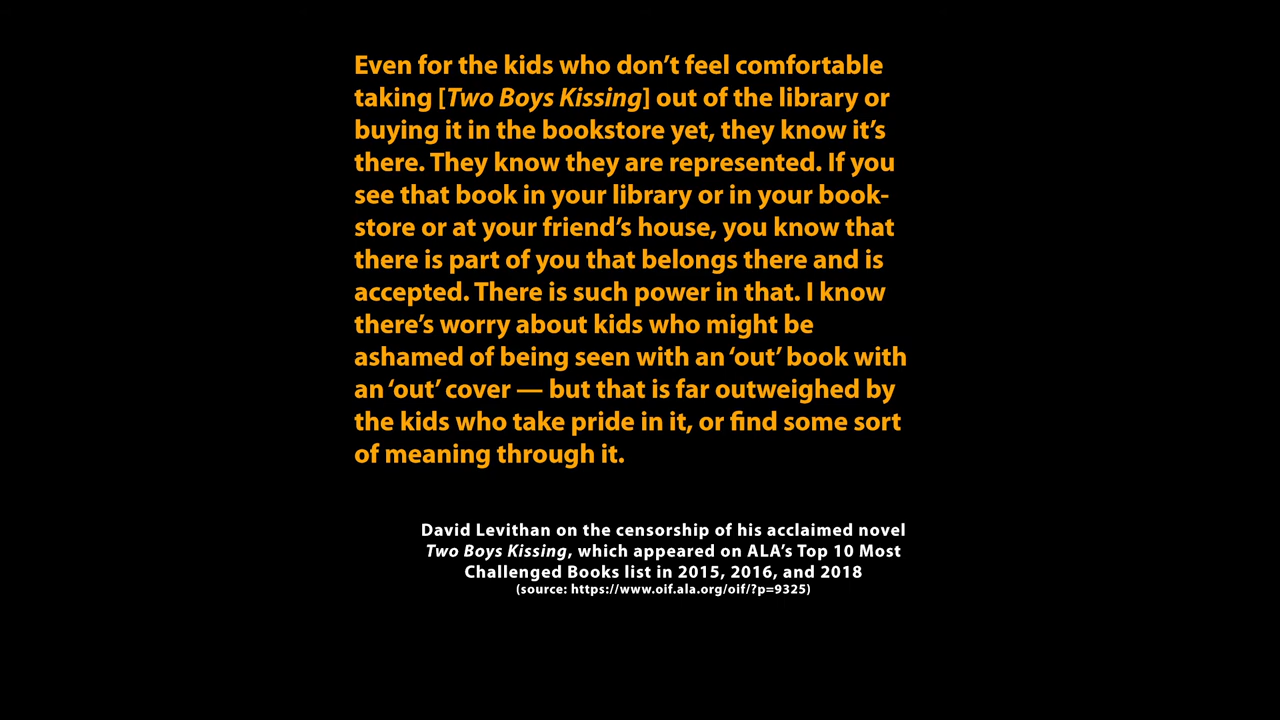 Even for the kids who don’t feel comfortable
taking [Two Boys Kissing] out of the library or
buying it in the bookstore yet, they know it’s
there. They know they are represented. If you
see that book in your library or in your book-
store or at your friend’s house, you know that
there is part of you that belongs there and is
accepted. There is such power in that. I know
there’s worry about kids who might be
ashamed of being seen with an ‘out’ book with
an ‘out’ cover — but that is far outweighed by
the kids who take pride in it, or find some sort
of meaning through it.
David Levithan on the censorship of his acclaimed novel
Two Boys Kissing, which appeared on ALA’s Top 10 Most
Challenged Books list in 2015, 2016, and 2018
(source: https://www.oif.ala.org/oif/?p=9325)